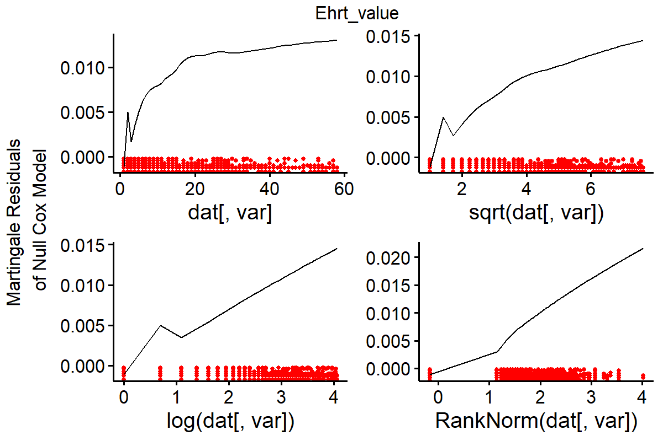 Ehrt_value
Martingale Residuals
of Null Cox Model
0.010
0.005
0.000
0 20 40 60
dat[, var]
0.015
0.010
0.005
0.000
2 4 6
sqrt(dat[, var])
0.015
0.010
0.005
0.000
0 1 2 3 4
log(dat[, var])
0.020
0.015
0.010
0.005
0.000
0 1 2 3 4
RankNorm(dat[, var])